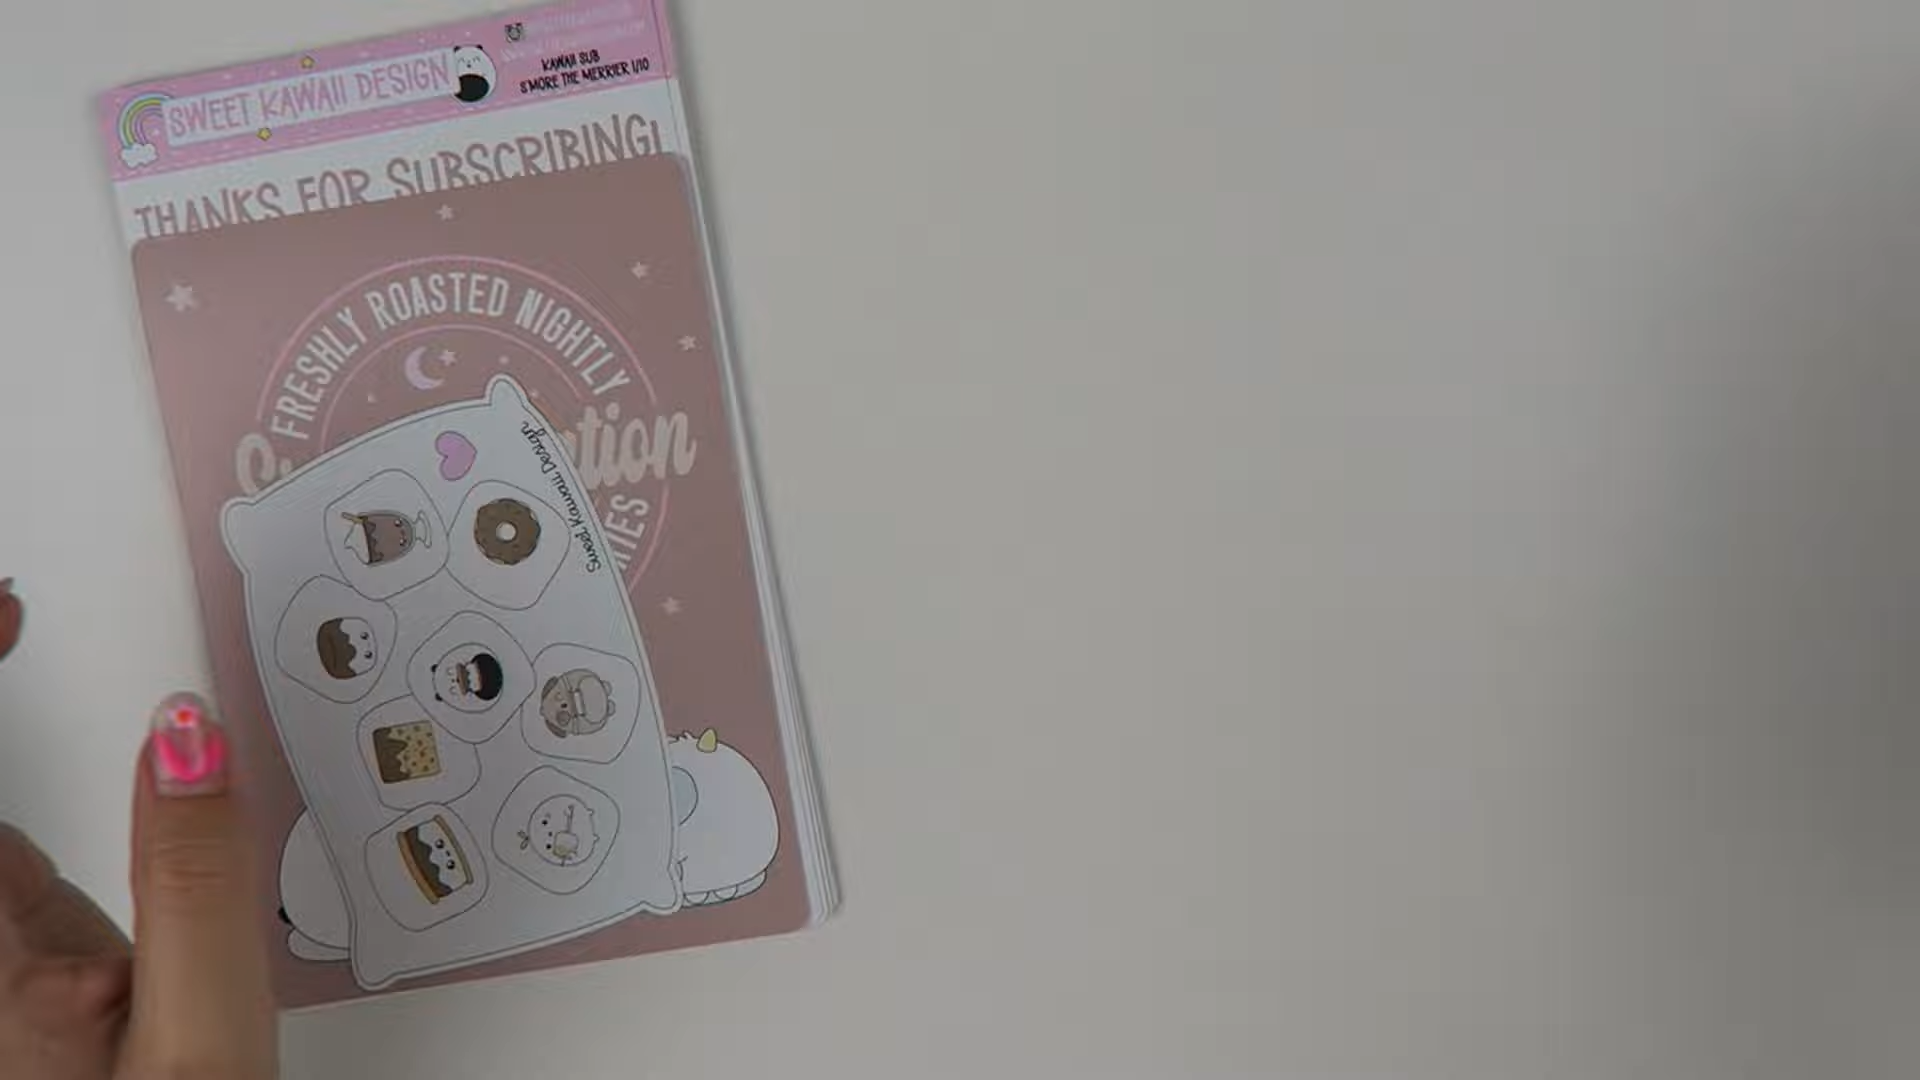 SWEET KAWAII DESIGN
KAWAII SUB
S'MORE THE MERRIER 1/10
THANKS FOR SUBSCRIBING!
FRESHLY ROASTED NIGHTLY
Sweet Kawaii Design